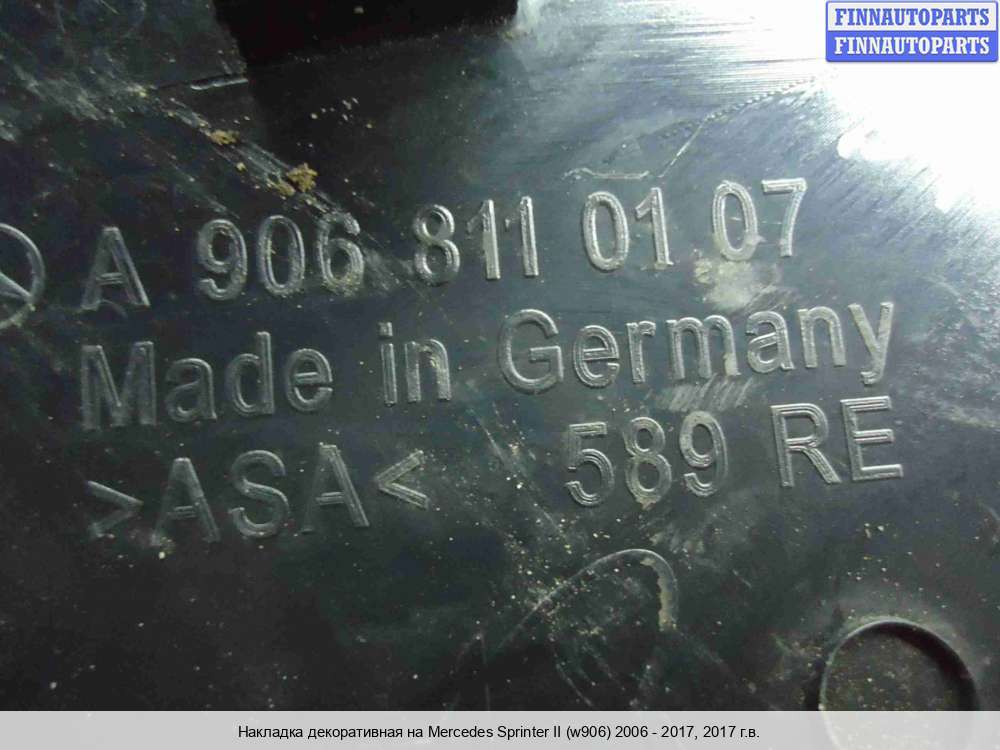 FINNAUTOPARTS
FINNAUTOPARTS
A 906 811 01 07
Made in Germany
>ASA< 589 RE
Накладка декоративная на Mercedes Sprinter II (w906) 2006 - 2017, 2017 г.в.